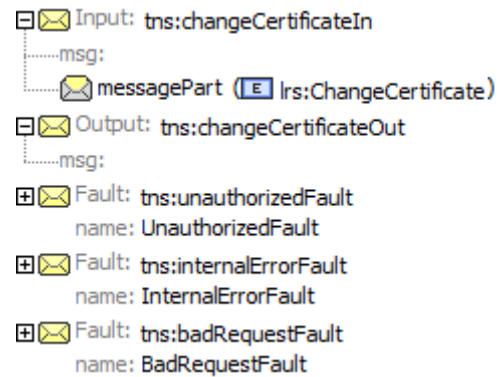 Input: tns:changeCertificateIn
msg:
messagePart (E lrs:ChangeCertificate)
Output: tns:changeCertificateOut
msg:
Fault: tns:unauthorizedFault
name: UnauthorizedFault
Fault: tns:internalErrorFault
name: InternalErrorFault
Fault: tns:badRequestFault
name: BadRequestFault